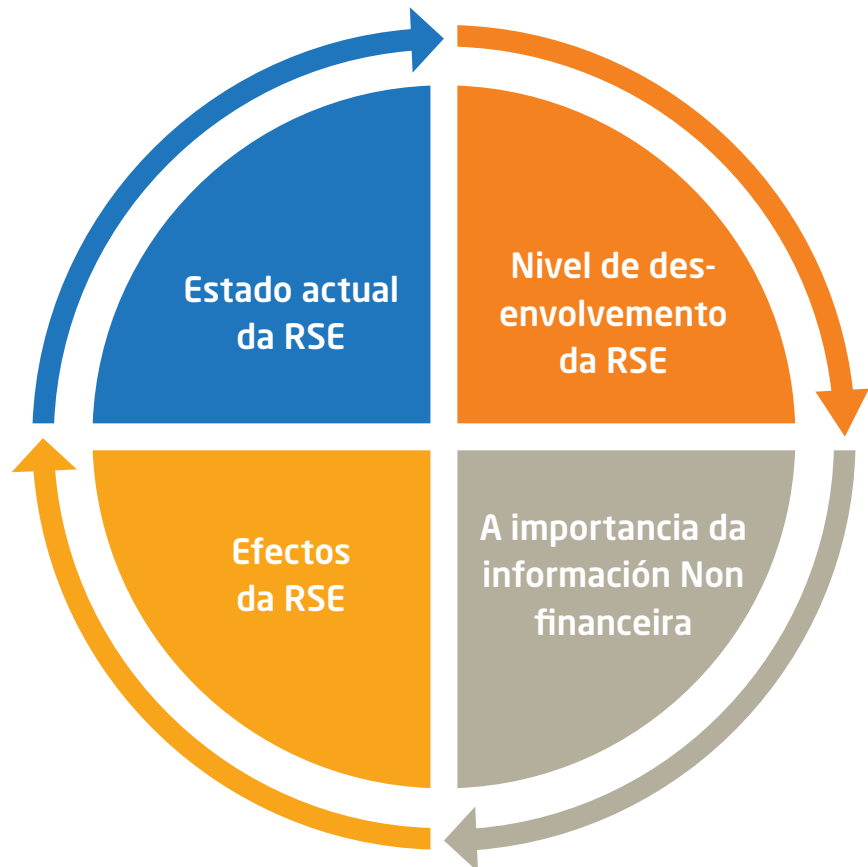 Estado actual
da RSE
Nivel de des-
envolvemento
da RSE
Efectos
da RSE
A importancia da
información Non
financeira